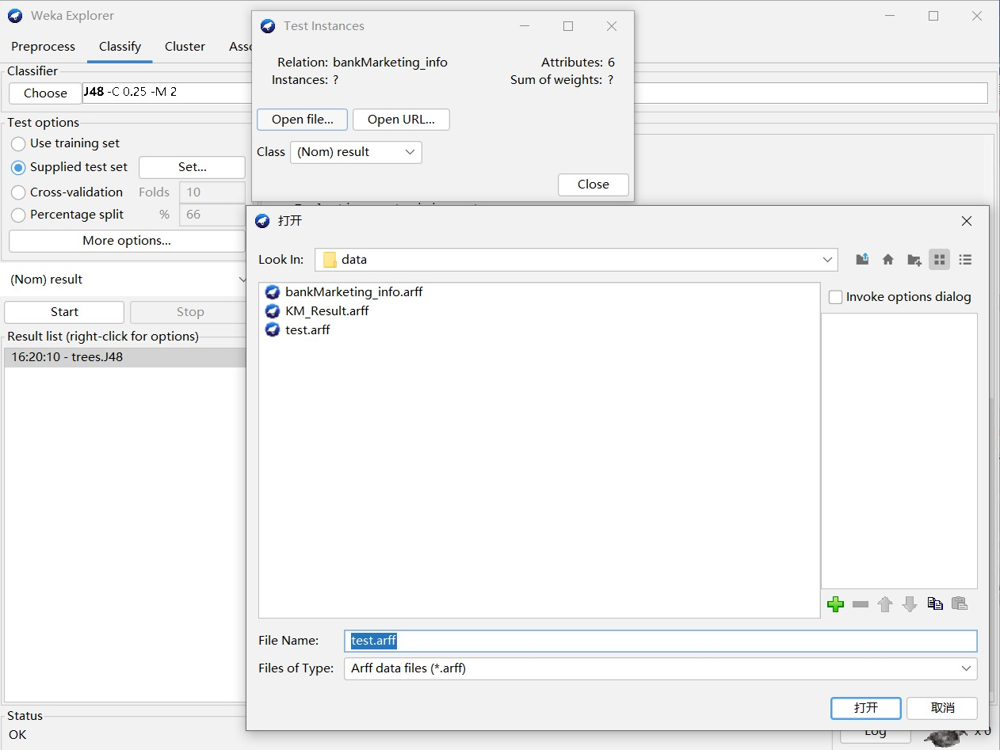 Weka Explorer
Preprocess Classify Cluster
Classifier
Choose J48 -C 0.25 -M 2
Test options
Use training set
Supplied test set Set...
Cross-validation Folds 10
Percentage split % 66
More options...
(Nom) result
Start Stop
Result list (right-click for options)
16:20:10 - trees.J48
Status
OK
Log x 0
Test Instances
Relation: bankMarketing_info Attributes: 6
Instances: ? Sum of weights: ?
Open file... Open URL...
Class (Nom) result
Close
打开
Look In: data
bankMarketing_info.arff
KM_Result.arff
test.arff
Invoke options dialog
File Name: test.arff
Files of Type: Arff data files (*.arff)
打开 取消